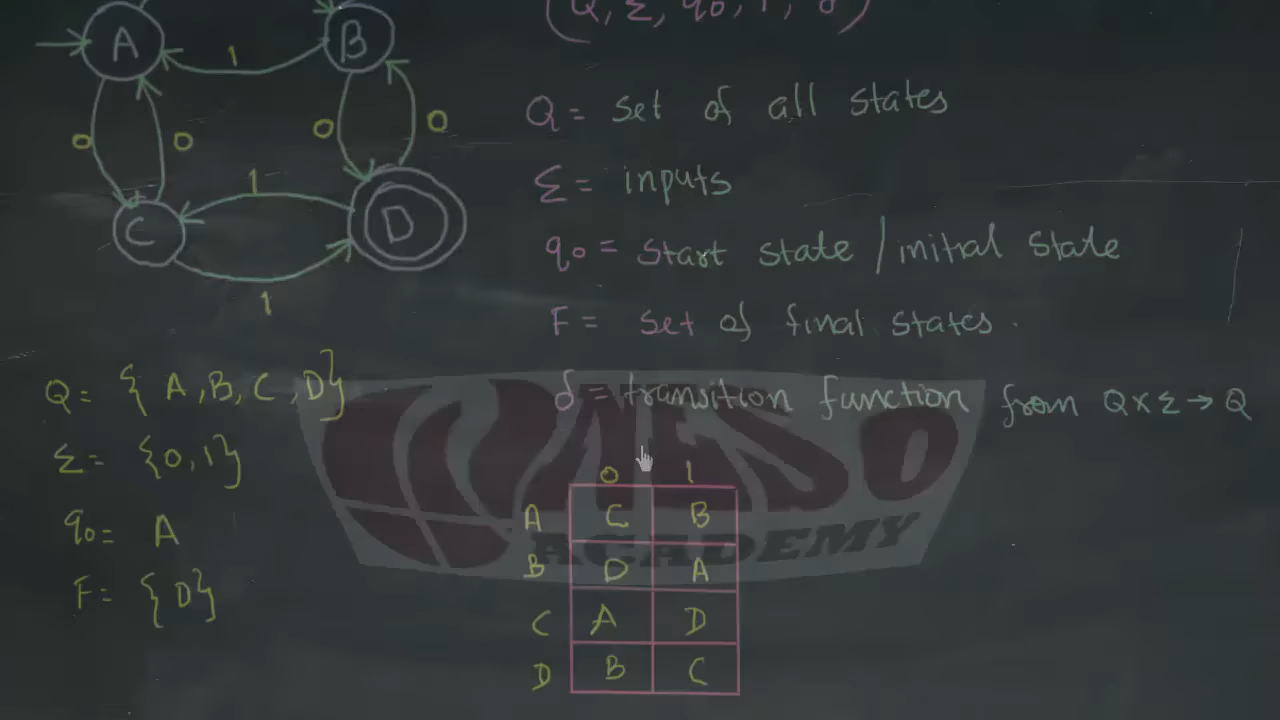 (Q, Σ, q0, F, δ)
A
B
1
0
0
0
0
1
C
D
1
Q = set of all states
Σ = inputs
q0 = start state / initial state
F = set of final states.
δ = transition function from Q×Σ → Q
Q = { A, B, C, D}
Σ = {0, 1}
q0 = A
F = {D}
0 1
A C B
B D A
C A D
D B C
NESO
ACADEMY